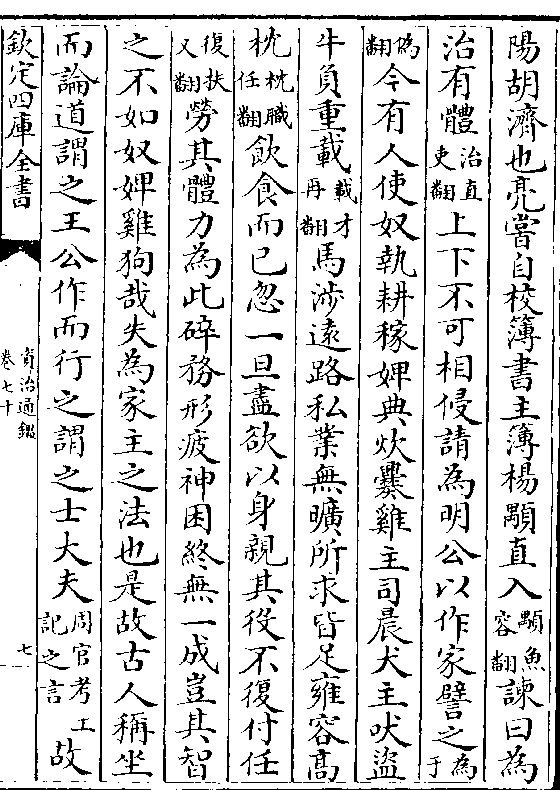 陽胡濟也亮嘗自校簿書主簿楊顒直入顒魚容翻諫曰為
治有體治直吏翻上下不可相侵請為明公以作家譬之為于
偽翻今有人使奴執耕稼婢典炊爨雞主司晨犬主吠盜
牛負重載載才再翻馬涉遠路私業無曠所求皆足雍容高
枕枕職任翻飲食而已忽一旦盡欲以身親其役不復付任
復扶又翻勞其體力為此碎務形疲神困終無一成豈其智
之不如奴婢雞狗哉失為家主之法也是故古人稱坐
而論道謂之王公作而行之謂之士大夫周官考工記之言故
欽定四庫全書
資治通鑑
卷七十
七